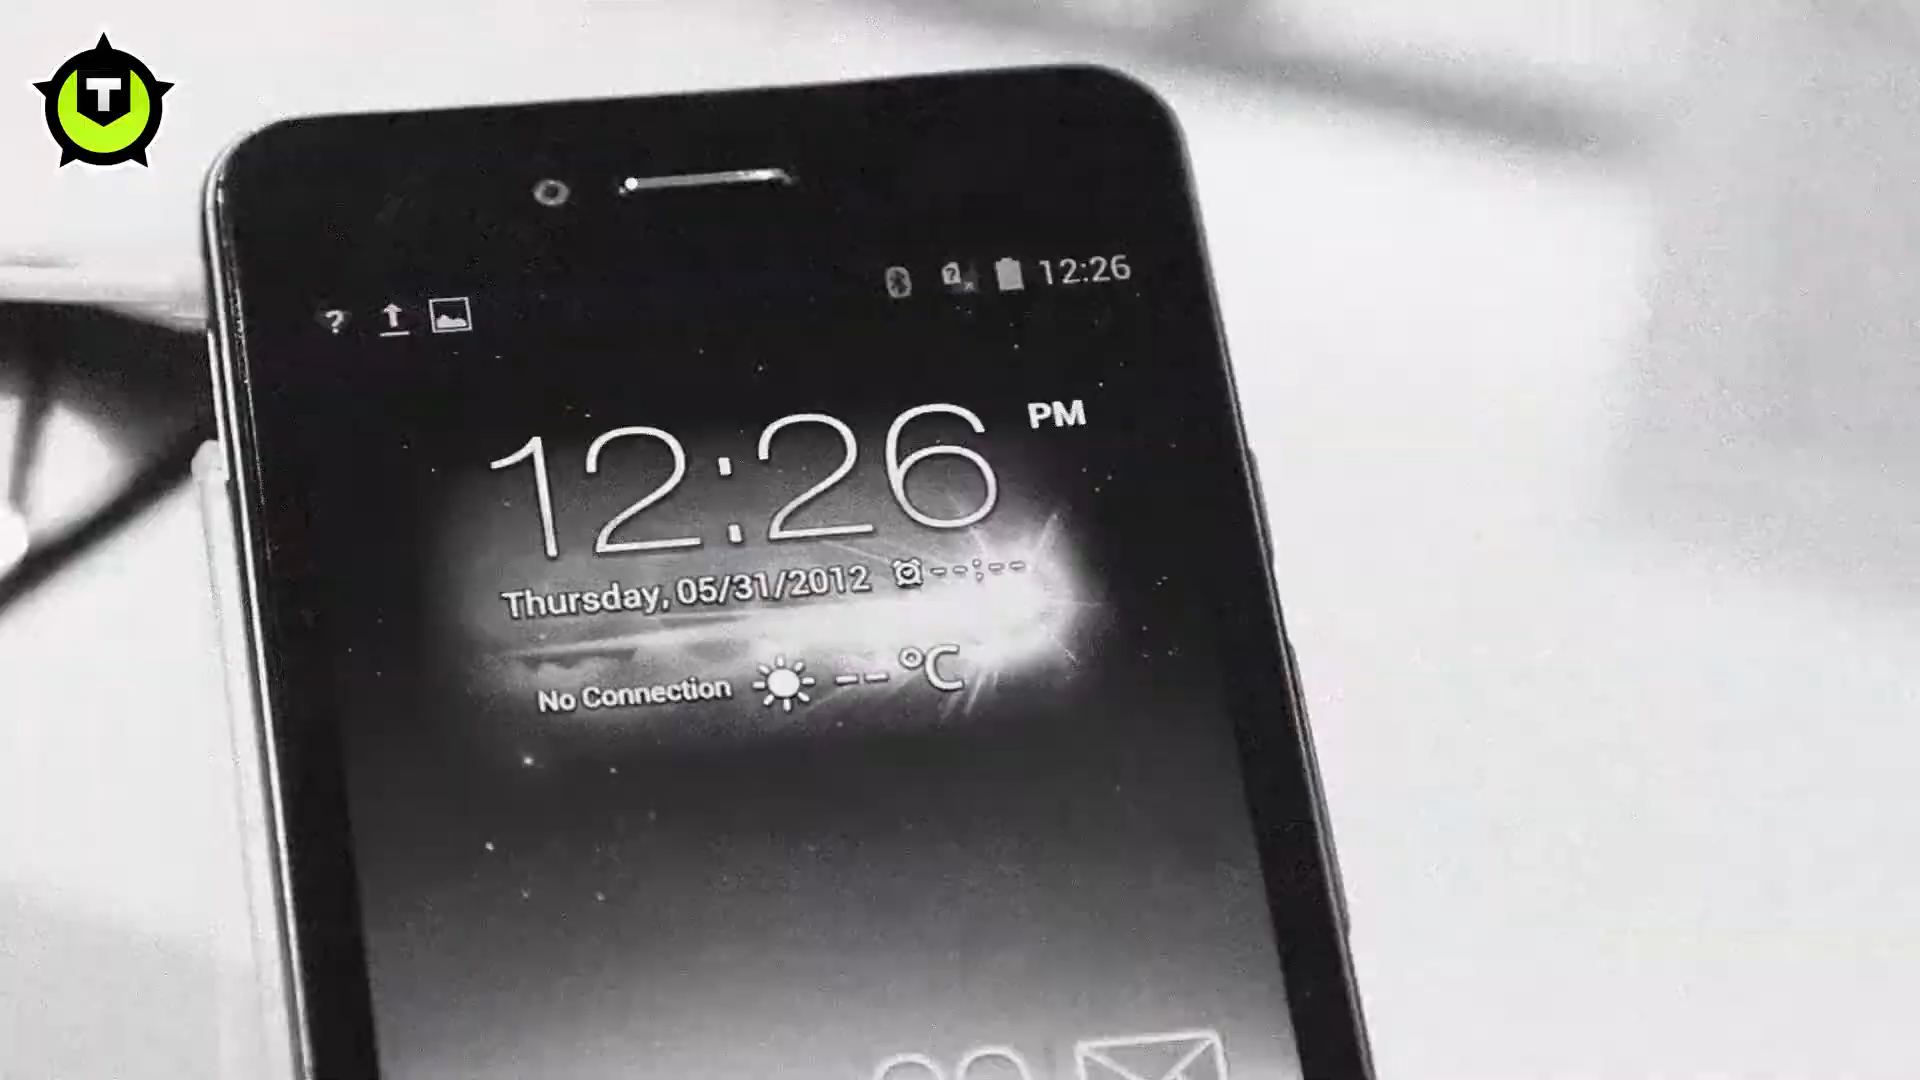 T
? 12:26
12:26 PM
Thursday, 05/31/2012 --:--
No Connection -- °C